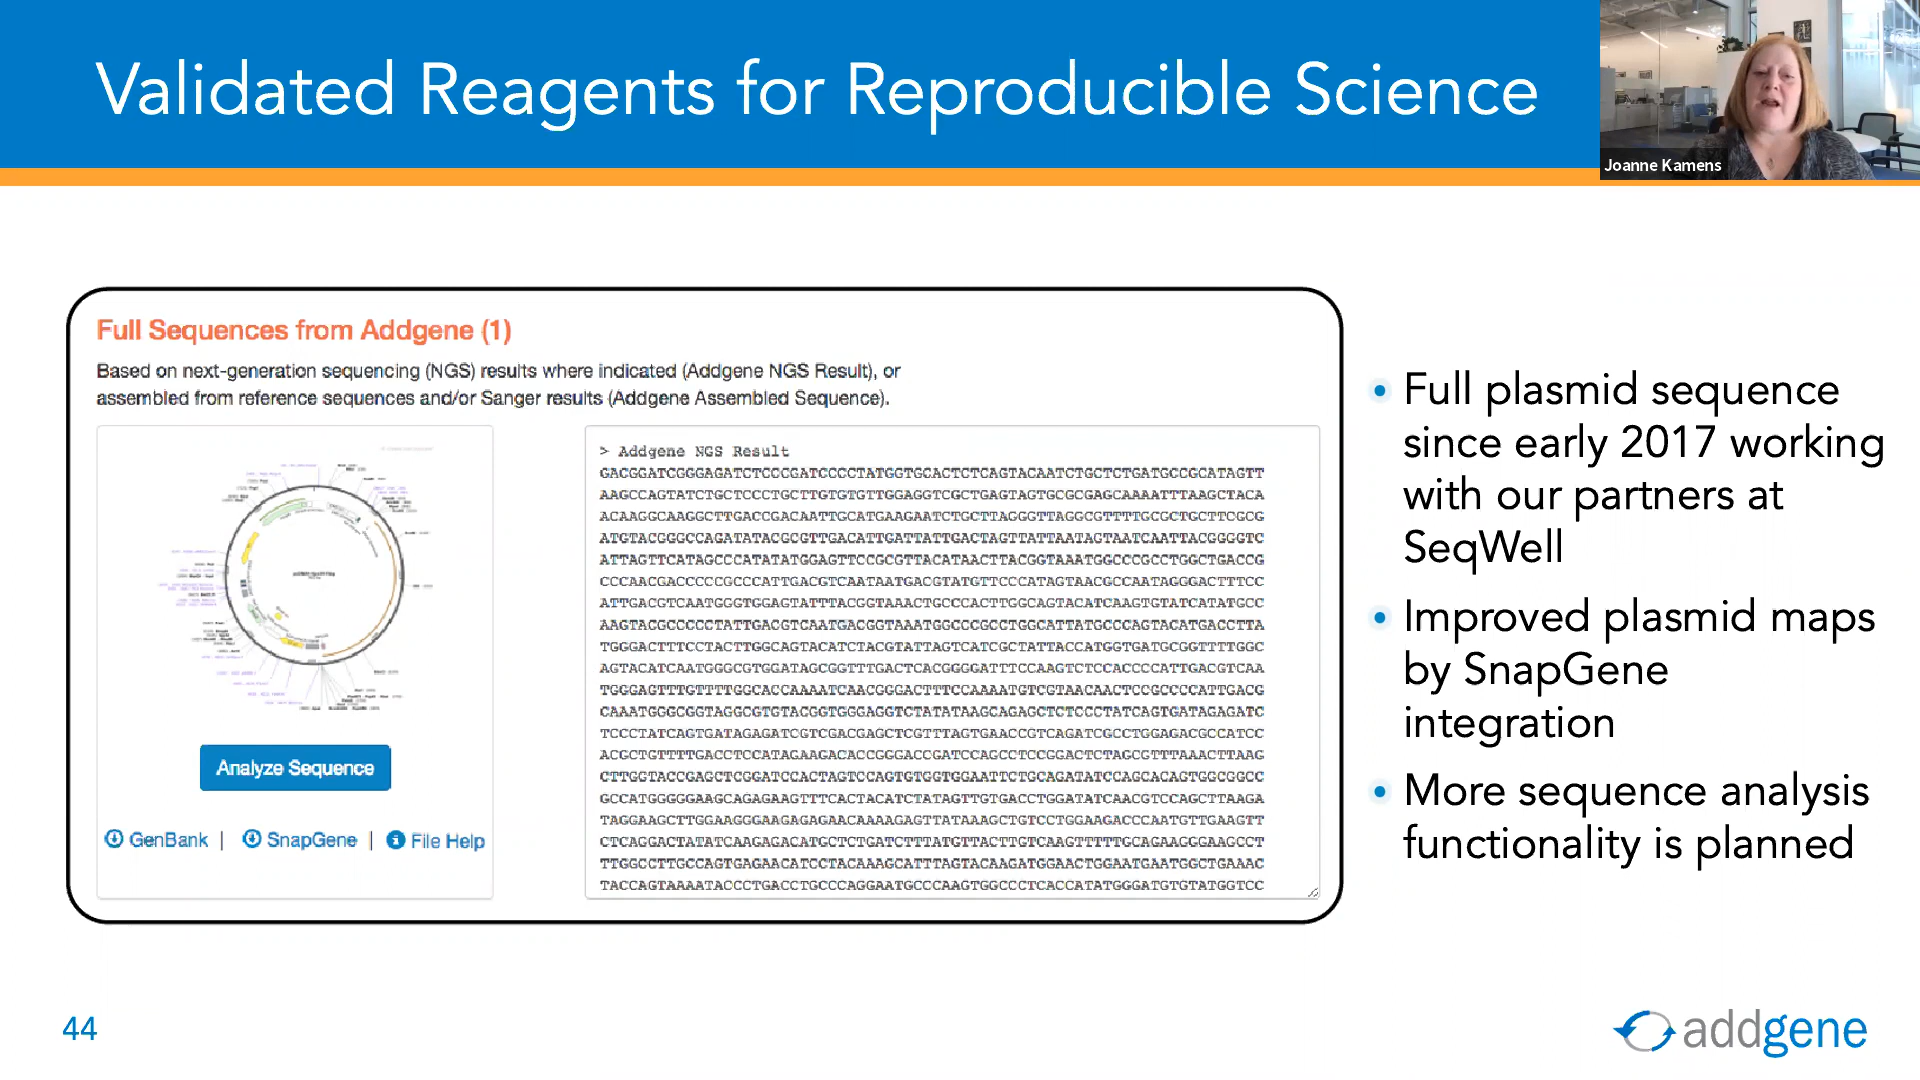 Validated Reagents for Reproducible Science
Joanne Kamens
Full Sequences from Addgene (1)
Based on next-generation sequencing (NGS) results where indicated (Addgene NGS Result), or
assembled from reference sequences and/or Sanger results (Addgene Assembled Sequence).
Analyze Sequence
GenBank | SnapGene | File Help
> Addgene NGS Result
GACGGATCGGGAGATCTCCCGATCCCCTATGGTGCACTCTCAGTACAATCTGCTCTGATGCCGCATAGTT
AAGCCAGTATCTGCTCCCTGCTTGTGTGTTGGAGGTCGCTGAGTAGTGCGCGAGCAAAATTTAAGCTACA
ACAAGGCAAGGCTTGACCGACAATTGCATGAAGAATCTGCTTAGGGTTAGGCGTTTTGCGCTGCTTCGCG
ATGTACGGGCCAGATATACGCGTTGACATTGATTATTGACTAGTTATTAATAGTAATCAATTACGGGGTC
ATTAGTTCATAGCCCATATATGGAGTTCCGCGTTACATAACTTACGGTAAATGGCCCGCCTGGCTGACCG
CCCAACGACCCCCGCCCATTGACGTCAATAATGACGTATGTTCCCATAGTAACGCCAATAGGGACTTTCC
ATTGACGTCAATGGGTGGAGTATTTACGGTAAACTGCCCACTTGGCAGTACATCAAGTGTATCATATGCC
AAGTACGCCCCCTATTGACGTCAATGACGGTAAATGGCCCGCCTGGCATTATGCCCAGTACATGACCTTA
TGGGACTTTCCTACTTGGCAGTACATCTACGTATTAGTCATCGCTATTACCATGGTGATGCGGTTTTGGC
AGTACATCAATGGGCGTGGATAGCGGTTTGACTCACGGGGATTTCCAAGTCTCCACCCCATTGACGTCAA
TGGGAGTTTGTTTTGGCACCAAAATCAACGGGACTTTCCAAAATGTCGTAACAACTCCGCCCCATTGACG
CAAATGGGCGGTAGGCGTGTACGGTGGGAGGTCTATATAAGCAGAGCTCTCCCTATCAGTGATAGAGATC
TCCCTATCAGTGATAGAGATCGTCGACGAGCTCGTTTAGTGAACCGTCAGATCGCCTGGAGACGCCATCC
ACGCTGTTTTGACCTCCATAGAAGACACCGGGACCGATCCAGCCTCCGGACTCTAGCGTTTAAACTTAAG
CTTGGTACCGAGCTCGGATCCACTAGTCCAGTGTGGTGGAATTCTGCAGATATCCAGCACAGTGGCGGCC
GCCATGGGGGAAGCAGAGAAGTTTCACTACATCTATAGTTGTGACCTGGATATCAACGTCCAGCTTAAGA
TAGGAAGCTTGGAAGGGAAGAGAGAACAAAAGAGTTATAAAGCTGTCCTGGAAGACCCAATGTTGAAGTT
CTCAGGACTATATCAAGAGACATGCTCTGATCTTTATGTTACTTGTCAAGTTTTTGCAGAAGGGAAGCCT
TTGGCCTTGCCAGTGAGAACATCCTACAAAGCATTTAGTACAAGATGGAACTGGAATGAATGGCTGAAAC
TACCAGTAAAATACCCTGACCTGCCCAGGAATGCCCAAGTGGCCCTCACCATATGGGATGTGTATGGTCC
• Full plasmid sequence
since early 2017 working
with our partners at
SeqWell
• Improved plasmid maps
by SnapGene
integration
• More sequence analysis
functionality is planned
44
addgene